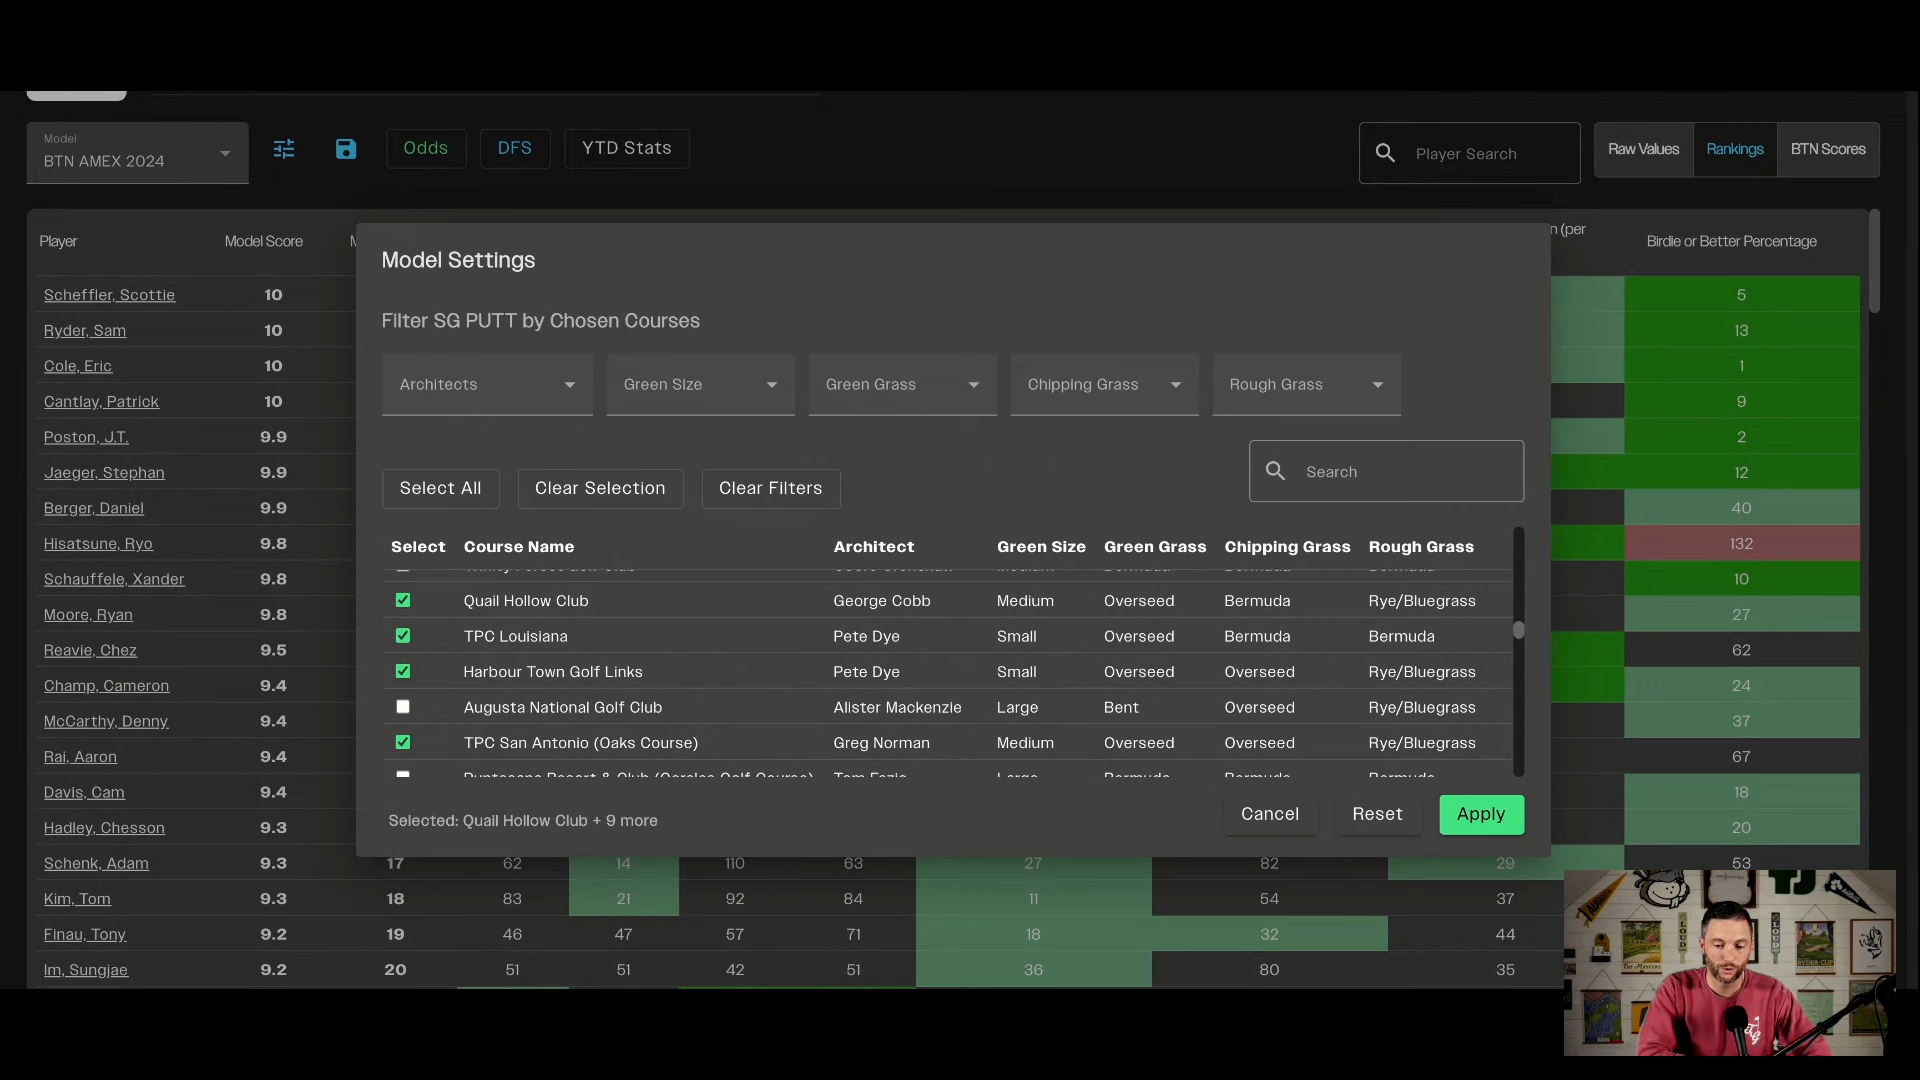 Model
BTN AMEX 2024
Odds
DFS
YTD Stats
Player Search
Raw Values
Rankings
BTN Scores
Player
Model Score
n (per
Birdie or Better Percentage
Model Settings
Filter SG PUTT by Chosen Courses
Architects
Green Size
Green Grass
Chipping Grass
Rough Grass
Select All
Clear Selection
Clear Filters
Search
Select Course Name Architect Green Size Green Grass Chipping Grass Rough Grass
Quail Hollow Club George Cobb Medium Overseed Bermuda Rye/Bluegrass
TPC Louisiana Pete Dye Small Overseed Bermuda Bermuda
Harbour Town Golf Links Pete Dye Small Overseed Overseed Rye/Bluegrass
Augusta National Golf Club Alister Mackenzie Large Bent Overseed Rye/Bluegrass
TPC San Antonio (Oaks Course) Greg Norman Medium Overseed Overseed Rye/Bluegrass
Selected: Quail Hollow Club + 9 more
Cancel
Reset
Apply
Scheffler, Scottie 10 5
Ryder, Sam 10 13
Cole, Eric 10 1
Cantlay, Patrick 10 9
Poston, J.T. 9.9 2
Jaeger, Stephan 9.9 12
Berger, Daniel 9.9 40
Hisatsune, Ryo 9.8 132
Schauffele, Xander 9.8 10
Moore, Ryan 9.8 27
Reavie, Chez 9.5 62
Champ, Cameron 9.4 24
McCarthy, Denny 9.4 37
Rai, Aaron 9.4 67
Davis, Cam 9.4 18
Hadley, Chesson 9.3 20
Schenk, Adam 9.3 17 62 14 110 63 27 82 29 53
Kim, Tom 9.3 18 83 21 92 84 11 54 37
Finau, Tony 9.2 19 46 47 57 71 18 32 44
Im, Sungjae 9.2 20 51 51 42 51 36 80 35